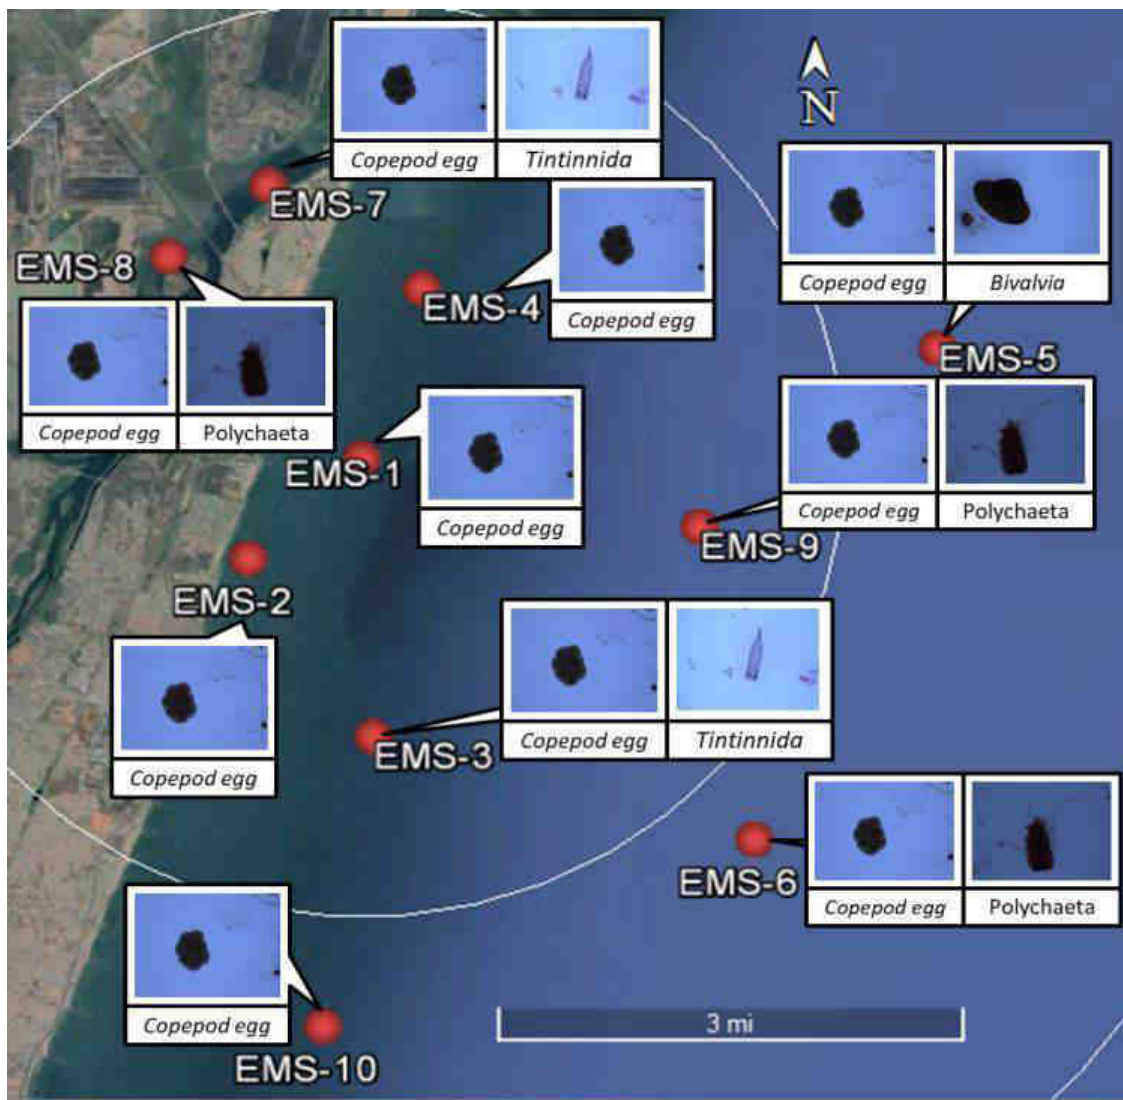 N
Copepod egg Tintinnida
EMS-7
EMS-4
Copepod egg
Copepod egg Bivalvia
EMS-5
EMS-8
Copepod egg Polychaeta
EMS-1
Copepod egg
Copepod egg Polychaeta
EMS-9
EMS-2
Copepod egg
Copepod egg Tintinnida
EMS-3
EMS-6
Copepod egg Polychaeta
Copepod egg
EMS-10
3 mi